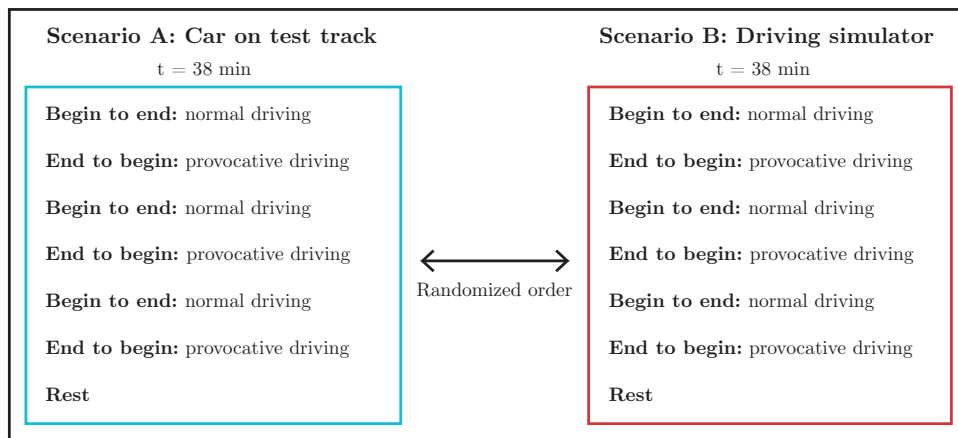 Scenario A: Car on test track
t = 38 min
Begin to end: normal driving
End to begin: provocative driving
Begin to end: normal driving
End to begin: provocative driving
Begin to end: normal driving
End to begin: provocative driving
Rest
Randomized order
Scenario B: Driving simulator
t = 38 min
Begin to end: normal driving
End to begin: provocative driving
Begin to end: normal driving
End to begin: provocative driving
Begin to end: normal driving
End to begin: provocative driving
Rest